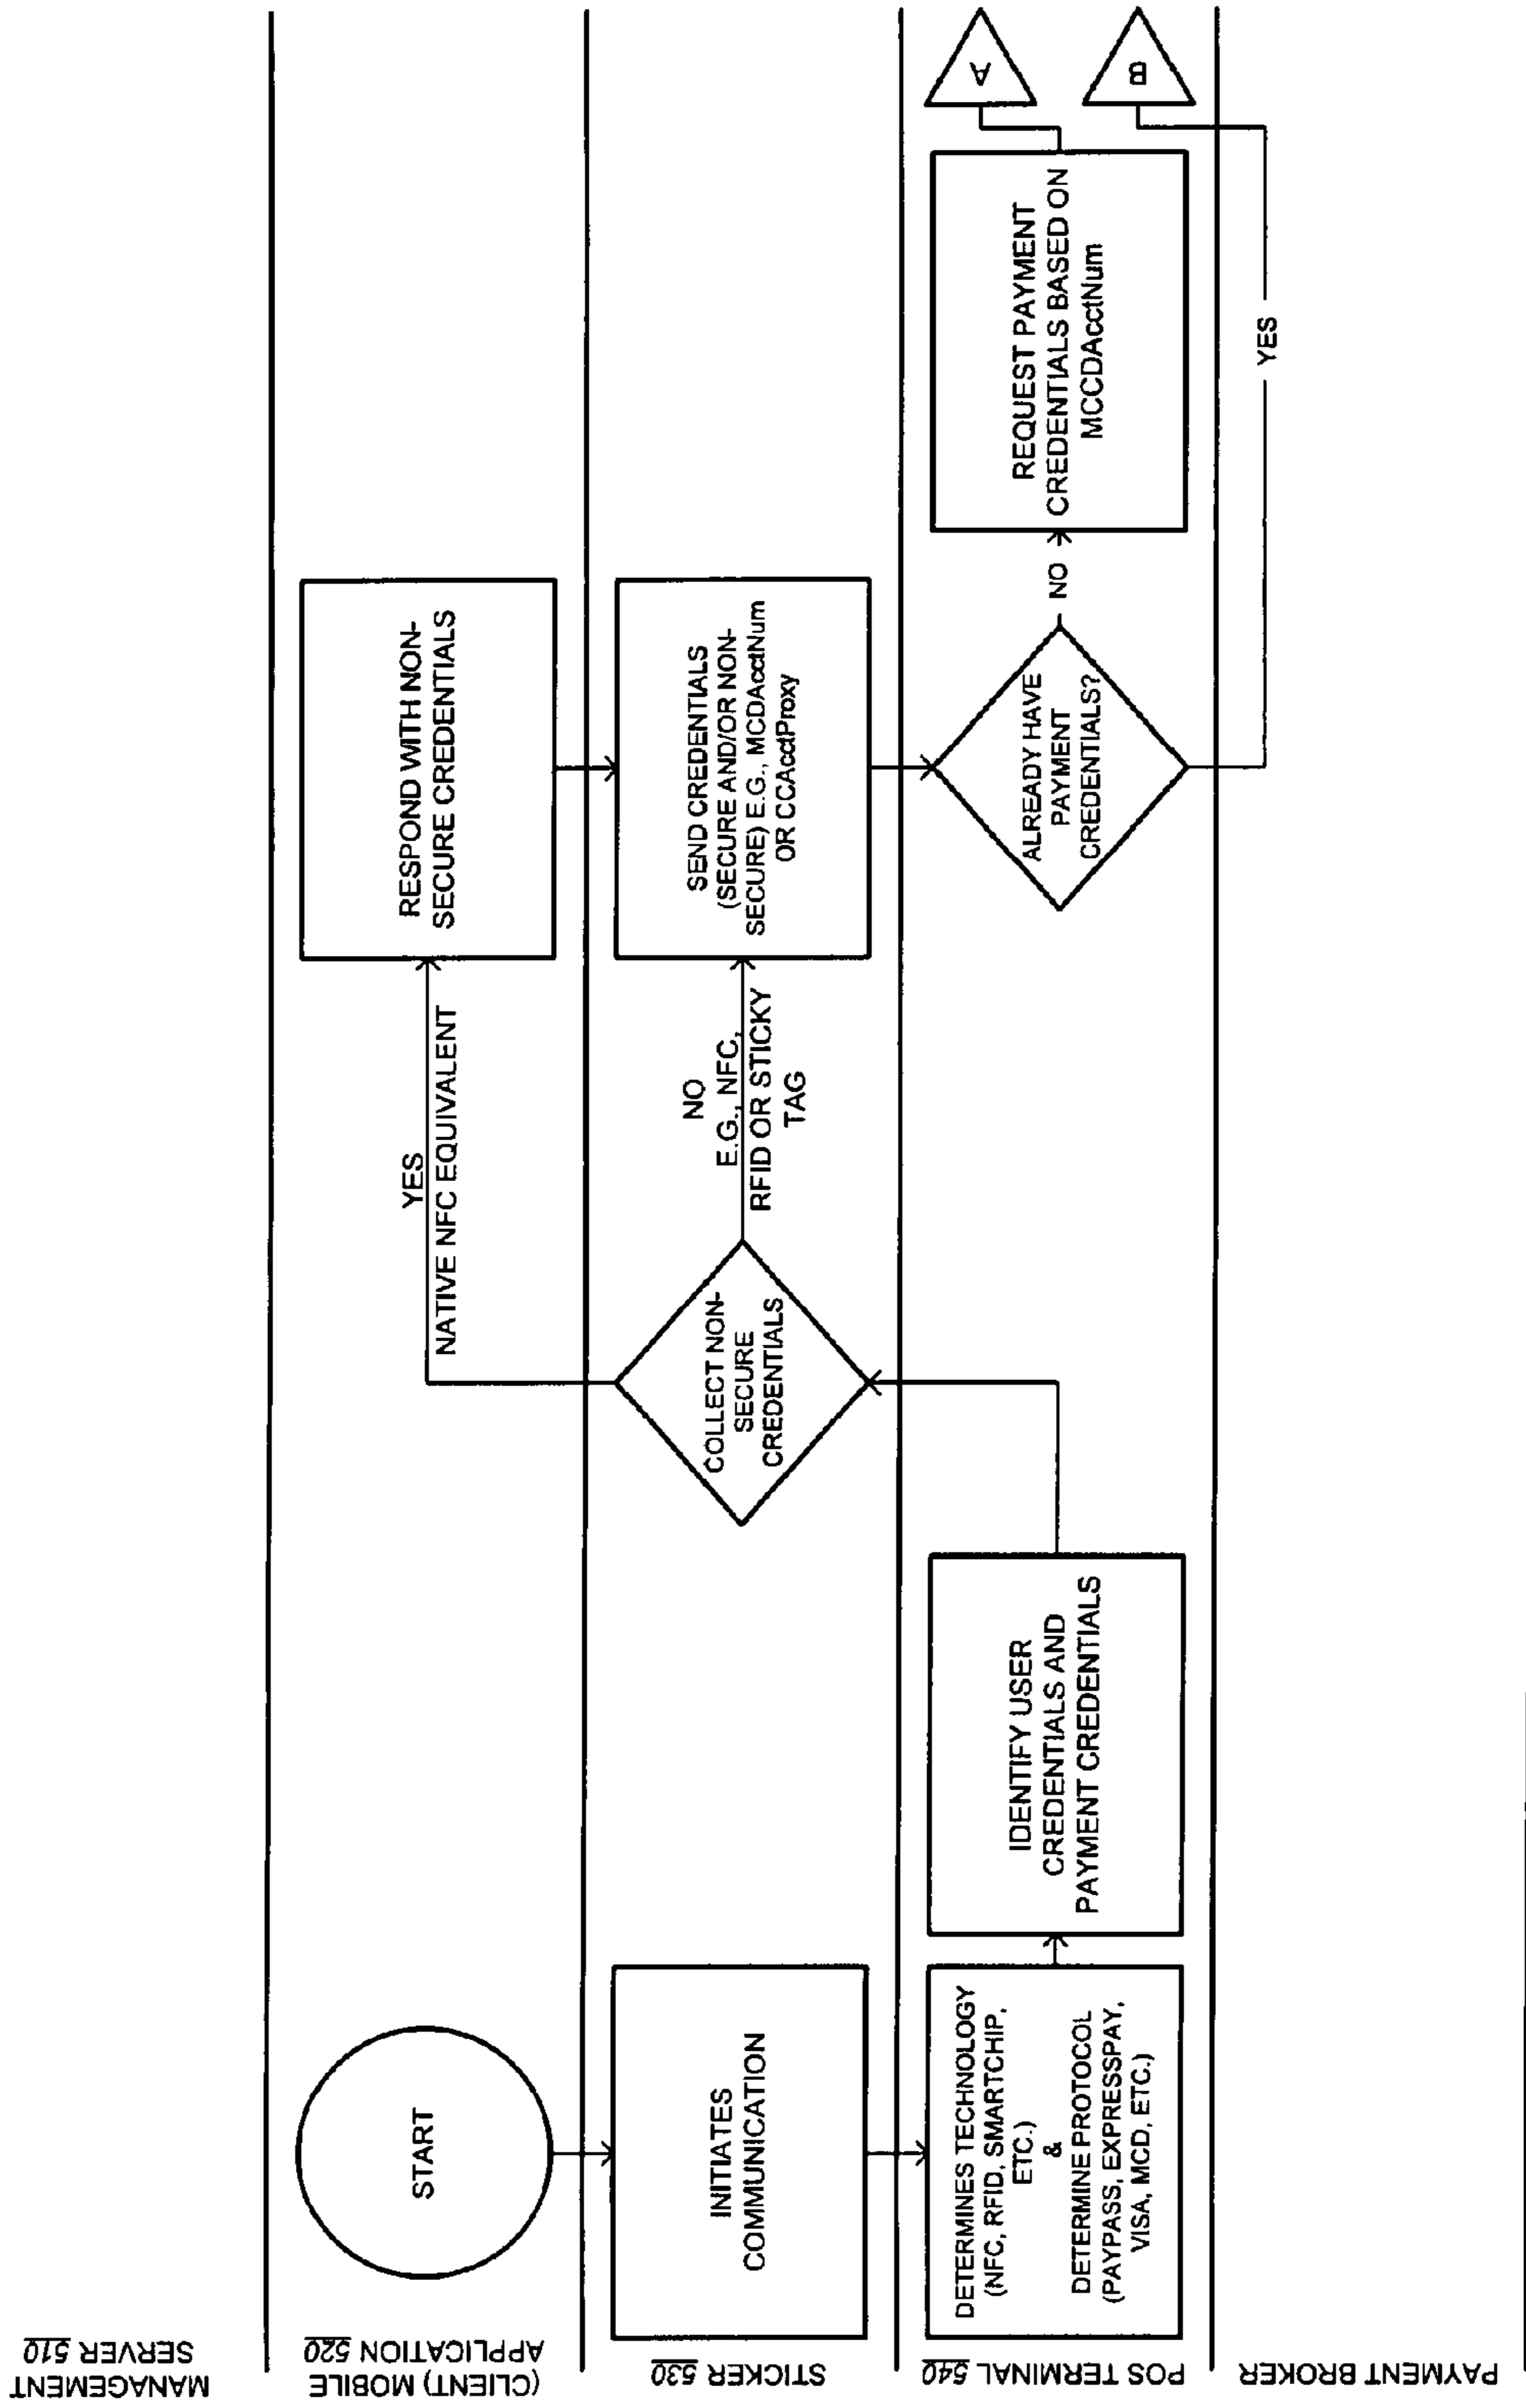 MANAGEMENT
SERVER 510
(CLIENT) MOBILE
APPLICATION 520
START
YES
NATIVE NFC EQUIVALENT
RESPOND WITH NON-
SECURE CREDENTIALS
STICKER 530
INITIATES
COMMUNICATION
COLLECT NON-
SECURE
CREDENTIALS
NO
E.G., NFC,
RFID OR STICKY
TAG
SEND CREDENTIALS
(SECURE AND/OR NON-
SECURE) E.G., MCDAcctNum
OR CCAcctProxy
POS TERMINAL 540
DETERMINES TECHNOLOGY
(NFC, RFID, SMARTCHIP,
ETC.)
&
DETERMINE PROTOCOL
(PAYPASS, EXPRESSPAY,
VISA, MCD, ETC.)
IDENTIFY USER
CREDENTIALS AND
PAYMENT CREDENTIALS
ALREADY HAVE
PAYMENT
CREDENTIALS?
NO
REQUEST PAYMENT
CREDENTIALS BASED ON
MCCDAcctNum
A
B
YES
PAYMENT BROKER